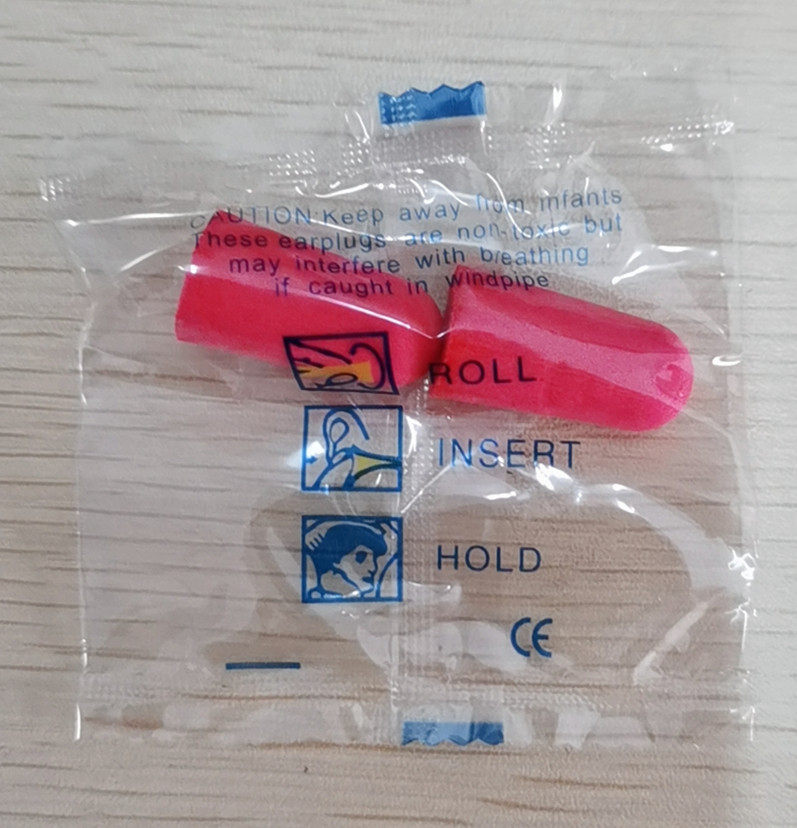 CAUTION:Keep away from infants
These earplugs are non-toxic but
may interfere with breathing
if caught in windpipe
ROLL
INSERT
HOLD
CE